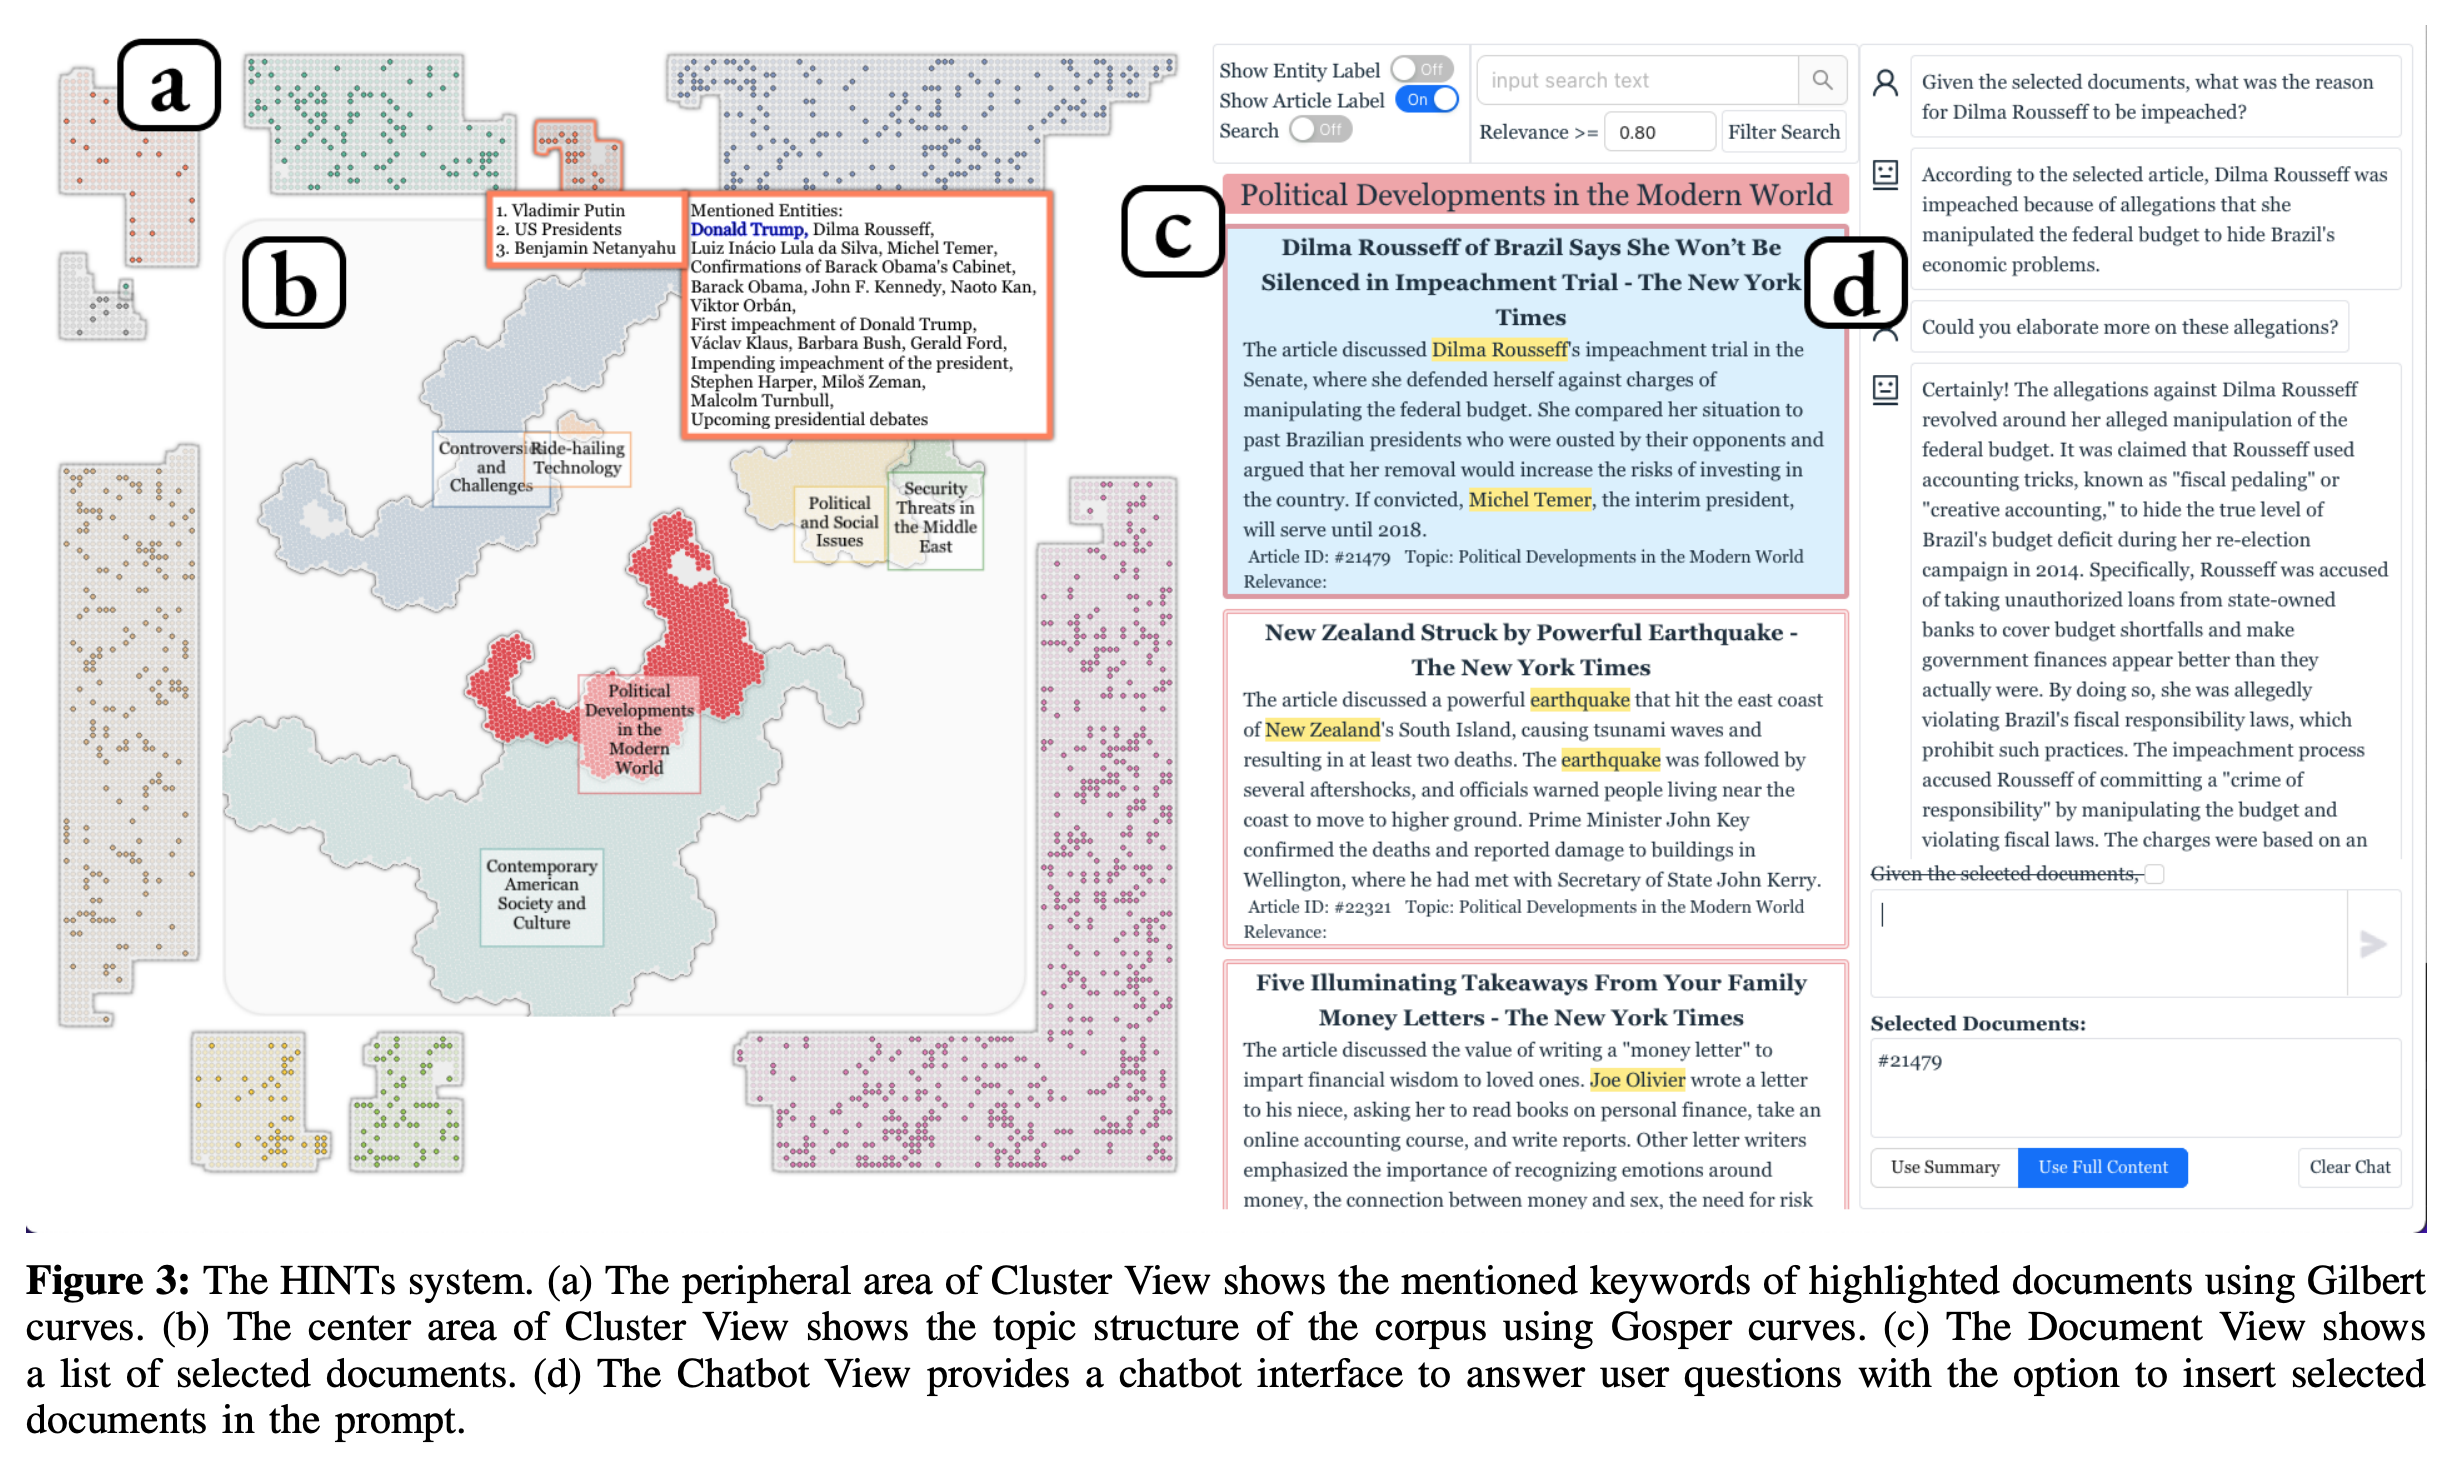 a
b
1. Vladimir Putin
2. US Presidents
3. Benjamin Netanyahu
Mentioned Entities:
Donald Trump, Dilma Rousseff,
Luiz Inácio Lula da Silva, Michel Temer,
Confirmations of Barack Obama's Cabinet,
Barack Obama, John F. Kennedy, Naoto Kan,
Viktor Orbán,
First impeachment of Donald Trump,
Václav Klaus, Barbara Bush, Gerald Ford,
Impending impeachment of the president,
Stephen Harper, Miloš Zeman,
Malcolm Turnbull,
Upcoming presidential debates
and
Challenges
Ride-hailing
Technology
Political
and Social
Issues
Security
Threats in
the Middle
East
Political
Developments
in the
Modern
World
Contemporary
American
Society and
Culture
Show Entity Label Off
Show Article Label On
Search Off
input search text
Relevance >= 0.80 Filter Search
c
Political Developments in the Modern World
Dilma Rousseff of Brazil Says She Won't Be
Silenced in Impeachment Trial - The New York
Times
The article discussed Dilma Rousseff's impeachment trial in the
Senate, where she defended herself against charges of
manipulating the federal budget. She compared her situation to
past Brazilian presidents who were ousted by their opponents and
argued that her removal would increase the risks of investing in
the country. If convicted, Michel Temer, the interim president,
will serve until 2018.
Article ID: #21479 Topic: Political Developments in the Modern World
Relevance:
New Zealand Struck by Powerful Earthquake -
The New York Times
The article discussed a powerful earthquake that hit the east coast
of New Zealand's South Island, causing tsunami waves and
resulting in at least two deaths. The earthquake was followed by
several aftershocks, and officials warned people living near the
coast to move to higher ground. Prime Minister John Key
confirmed the deaths and reported damage to buildings in
Wellington, where he had met with Secretary of State John Kerry.
Article ID: #22321 Topic: Political Developments in the Modern World
Relevance:
Five Illuminating Takeaways From Your Family
Money Letters - The New York Times
The article discussed the value of writing a "money letter" to
impart financial wisdom to loved ones. Joe Olivier wrote a letter
to his niece, asking her to read books on personal finance, take an
online accounting course, and write reports. Other letter writers
emphasized the importance of recognizing emotions around
money, the connection between money and sex, the need for risk
d
Given the selected documents, what was the reason
for Dilma Rousseff to be impeached?
According to the selected article, Dilma Rousseff was
impeached because of allegations that she
manipulated the federal budget to hide Brazil's
economic problems.
Could you elaborate more on these allegations?
Certainly! The allegations against Dilma Rousseff
revolved around her alleged manipulation of the
federal budget. It was claimed that Rousseff used
accounting tricks, known as "fiscal pedaling" or
"creative accounting," to hide the true level of
Brazil's budget deficit during her re-election
campaign in 2014. Specifically, Rousseff was accused
of taking unauthorized loans from state-owned
banks to cover budget shortfalls and make
government finances appear better than they
actually were. By doing so, she was allegedly
violating Brazil's fiscal responsibility laws, which
prohibit such practices. The impeachment process
accused Rousseff of committing a "crime of
responsibility" by manipulating the budget and
violating fiscal laws. The charges were based on an
Given the selected documents,
Selected Documents:
#21479
Use Summary Use Full Content Clear Chat
Figure 3: The HINTs system. (a) The peripheral area of Cluster View shows the mentioned keywords of highlighted documents using Gilbert
curves. (b) The center area of Cluster View shows the topic structure of the corpus using Gosper curves. (c) The Document View shows
a list of selected documents. (d) The Chatbot View provides a chatbot interface to answer user questions with the option to insert selected
documents in the prompt.